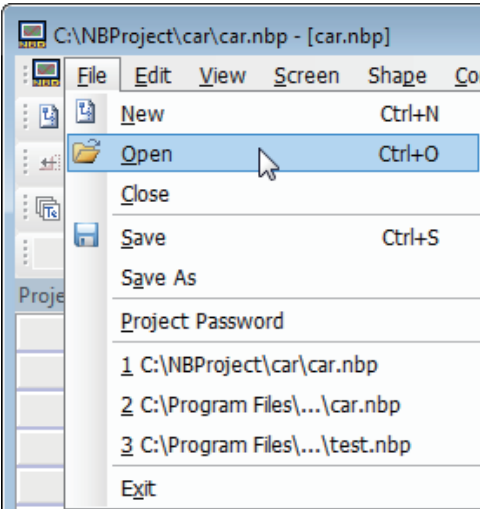 C:\NBProject\car\car.nbp - [car.nbp]
File Edit View Screen Shape Co
New Ctrl+N
Open Ctrl+O
Close
Save Ctrl+S
Save As
Proje
Project Password
1 C:\NBProject\car\car.nbp
2 C:\Program Files\...\car.nbp
3 C:\Program Files\...\test.nbp
Exit